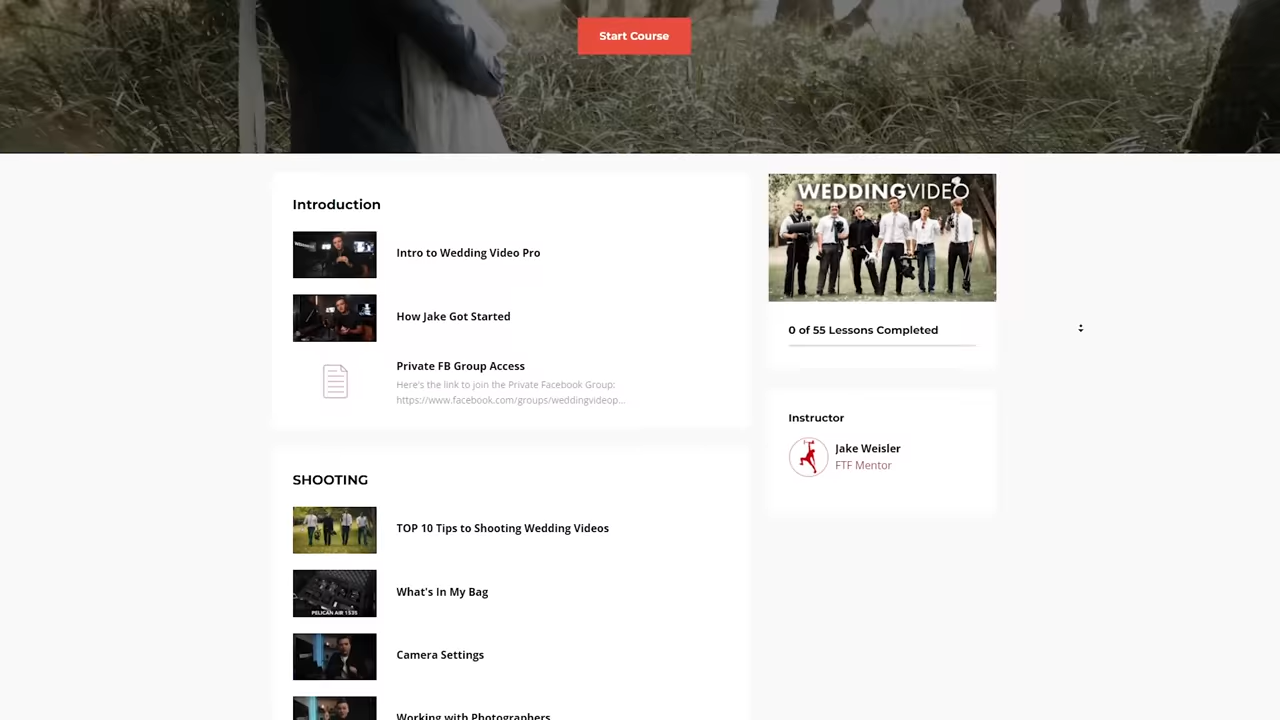 Start Course
Introduction
Intro to Wedding Video Pro
How Jake Got Started
Private FB Group Access
Here's the link to join the Private Facebook Group:
https://www.facebook.com/groups/weddingvideop...
SHOOTING
TOP 10 Tips to Shooting Wedding Videos
What's In My Bag
PELICAN AIR 1535
Camera Settings
Working with Photographers
WEDDINGVIDEO
0 of 55 Lessons Completed
Instructor
Jake Weisler
FTF Mentor